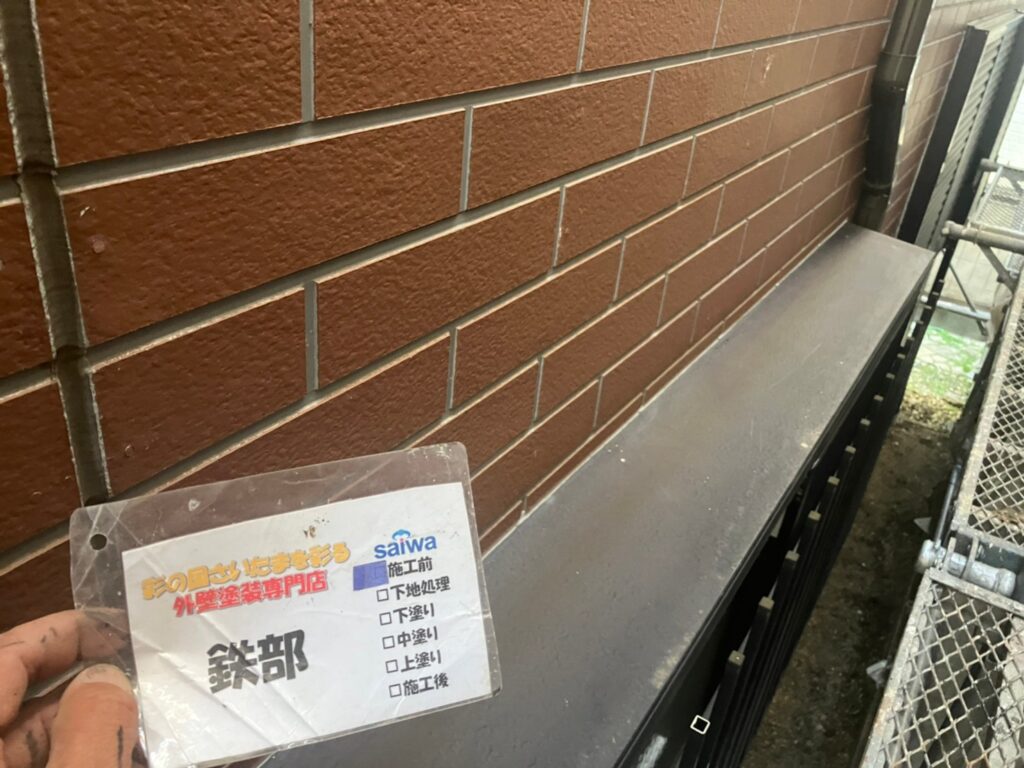 彩の国さいたまを彩る
外壁塗装専門店
鉄部
saiwa
□施工前
□下地処理
□下塗り
□中塗り
□上塗り
□施工後